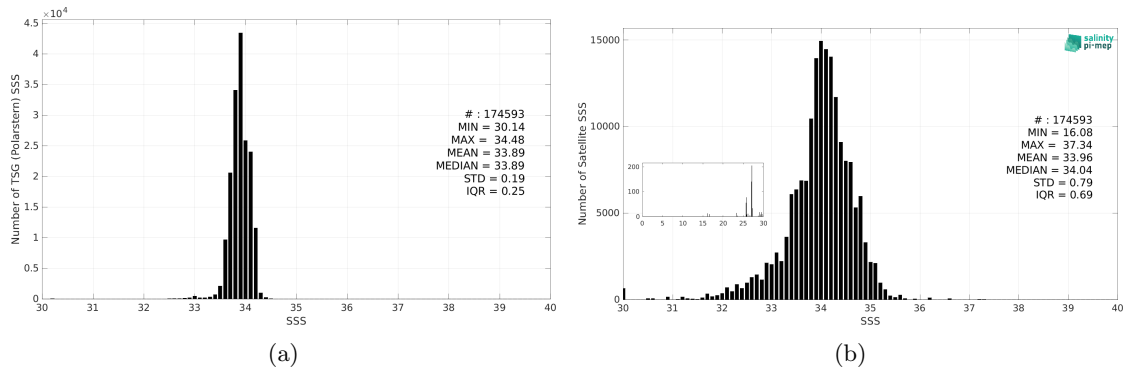 ×10⁴
4.5
4
3.5
3
2.5
2
1.5
1
0.5
0
Number of TSG (Polarstern) SSS
# : 174593
MIN = 30.14
MAX = 34.48
MEAN = 33.89
MEDIAN = 33.89
STD = 0.19
IQR = 0.25
30 31 32 33 34 35 36 37 38 39 40
SSS
(a)
salinity
pi-mep
15000
10000
5000
0
Number of Satellite SSS
# : 174593
MIN = 16.08
MAX = 37.34
MEAN = 33.96
MEDIAN = 34.04
STD = 0.79
IQR = 0.69
200
100
0
0 5 10 15 20 25 30
30 31 32 33 34 35 36 37 38 39 40
SSS
(b)